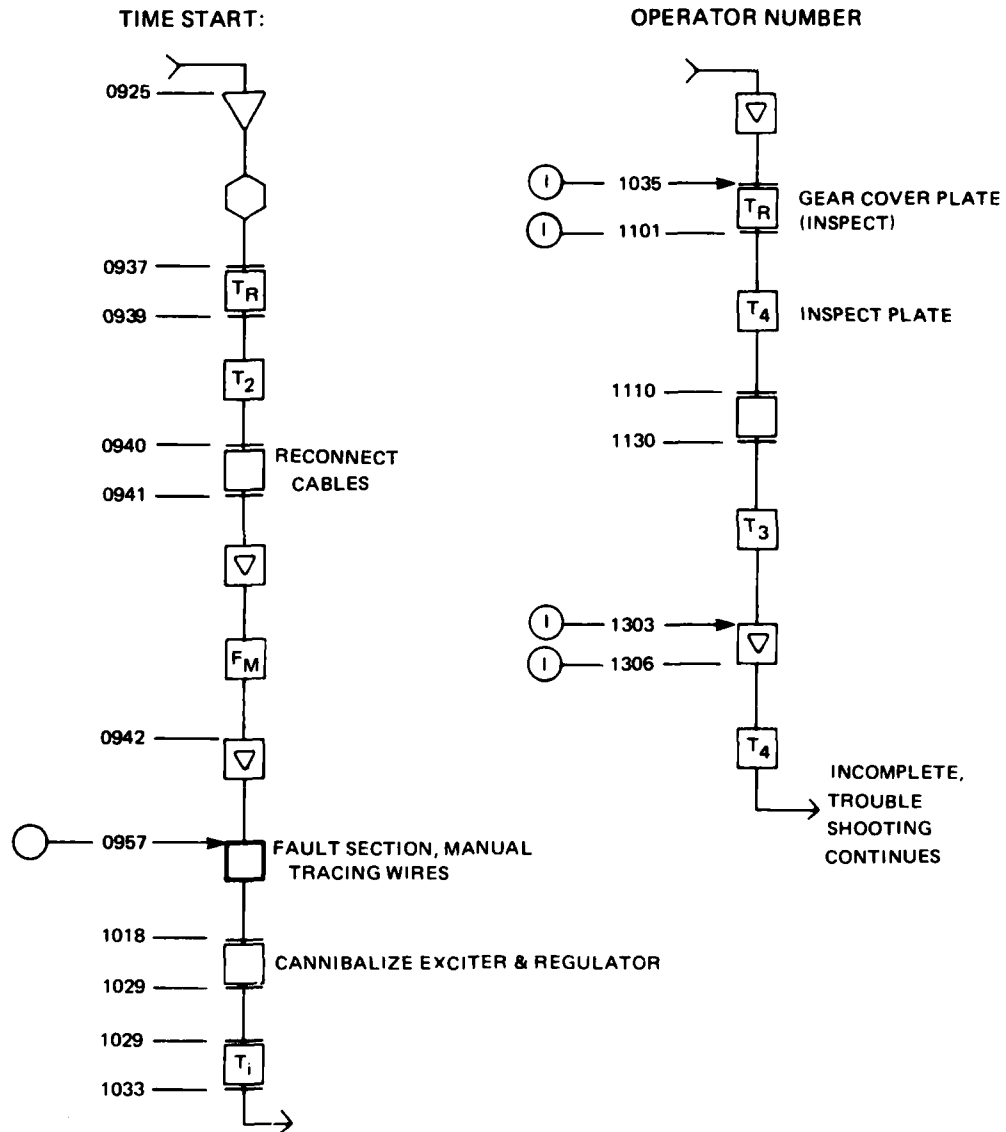 TIME START:
0925
0937
T_R
0939
T_2
0940
RECONNECT
CABLES
0941
F_M
0942
0957
FAULT SECTION, MANUAL
TRACING WIRES
1018
CANNIBALIZE EXCITER & REGULATOR
1029
1029
T_i
1033
OPERATOR NUMBER
I
1035
T_R
GEAR COVER PLATE
(INSPECT)
I
1101
T_4
INSPECT PLATE
1110
1130
T_3
I
1303
I
1306
T_4
INCOMPLETE,
TROUBLE
SHOOTING
CONTINUES